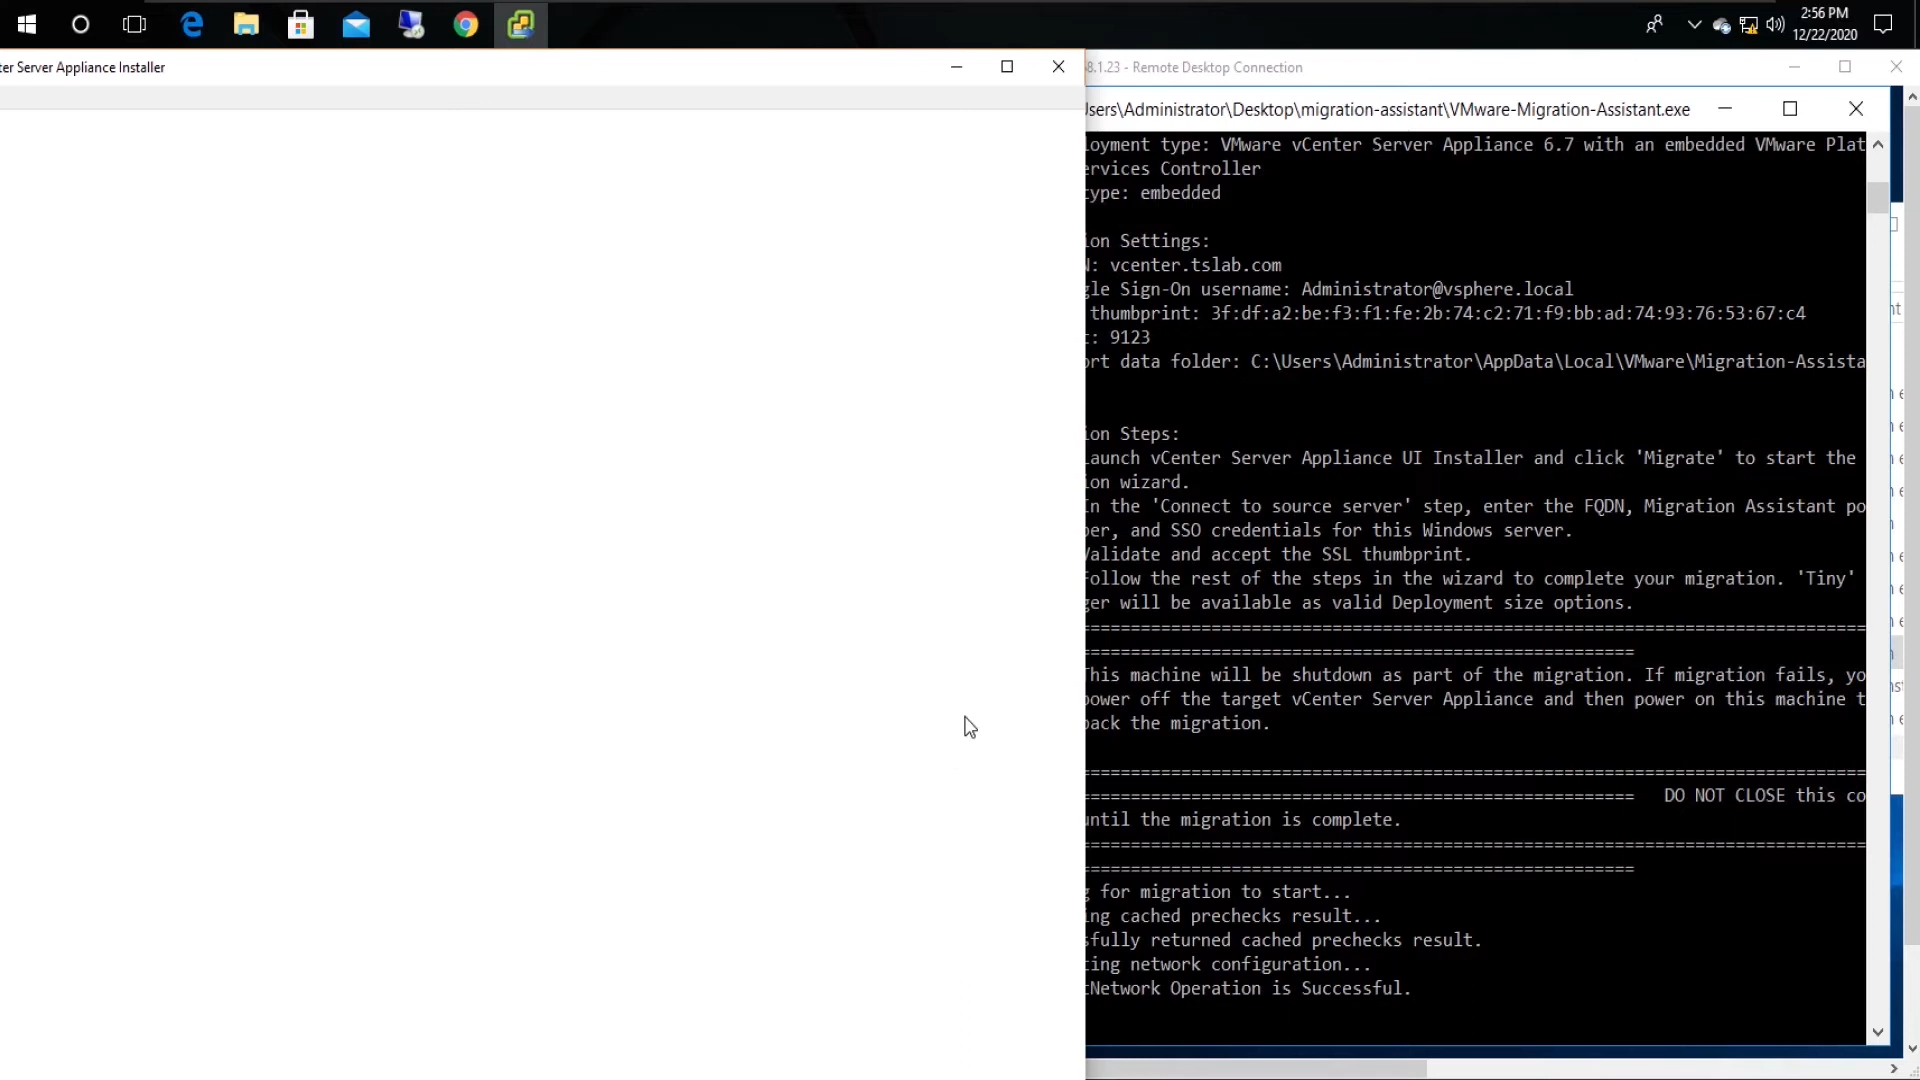 2:56 PM
12/22/2020
er Server Appliance Installer
8.1.23 - Remote Desktop Connection
sers\Administrator\Desktop\migration-assistant\VMware-Migration-Assistant.exe
loyment type: VMware vCenter Server Appliance 6.7 with an embedded VMware Plat
ervices Controller
type: embedded
ion Settings:
N: vcenter.tslab.com
gle Sign-On username: Administrator@vsphere.local
thumbprint: 3f:df:a2:be:f3:f1:fe:2b:74:c2:71:f9:bb:ad:74:93:76:53:67:c4
t: 9123
ort data folder: C:\Users\Administrator\AppData\Local\VMware\Migration-Assista
ion Steps:
Launch vCenter Server Appliance UI Installer and click 'Migrate' to start the
ion wizard.
In the 'Connect to source server' step, enter the FQDN, Migration Assistant po
ber, and SSO credentials for this Windows server.
Validate and accept the SSL thumbprint.
Follow the rest of the steps in the wizard to complete your migration. 'Tiny'
ger will be available as valid Deployment size options.
==============================================================================
=======================================================
This machine will be shutdown as part of the migration. If migration fails, yo
power off the target vCenter Server Appliance and then power on this machine t
back the migration.
==============================================================================
======================================================= DO NOT CLOSE this co
until the migration is complete.
==============================================================================
=======================================================
g for migration to start...
ing cached prechecks result...
sfully returned cached prechecks result.
ting network configuration...
tNetwork Operation is Successful.